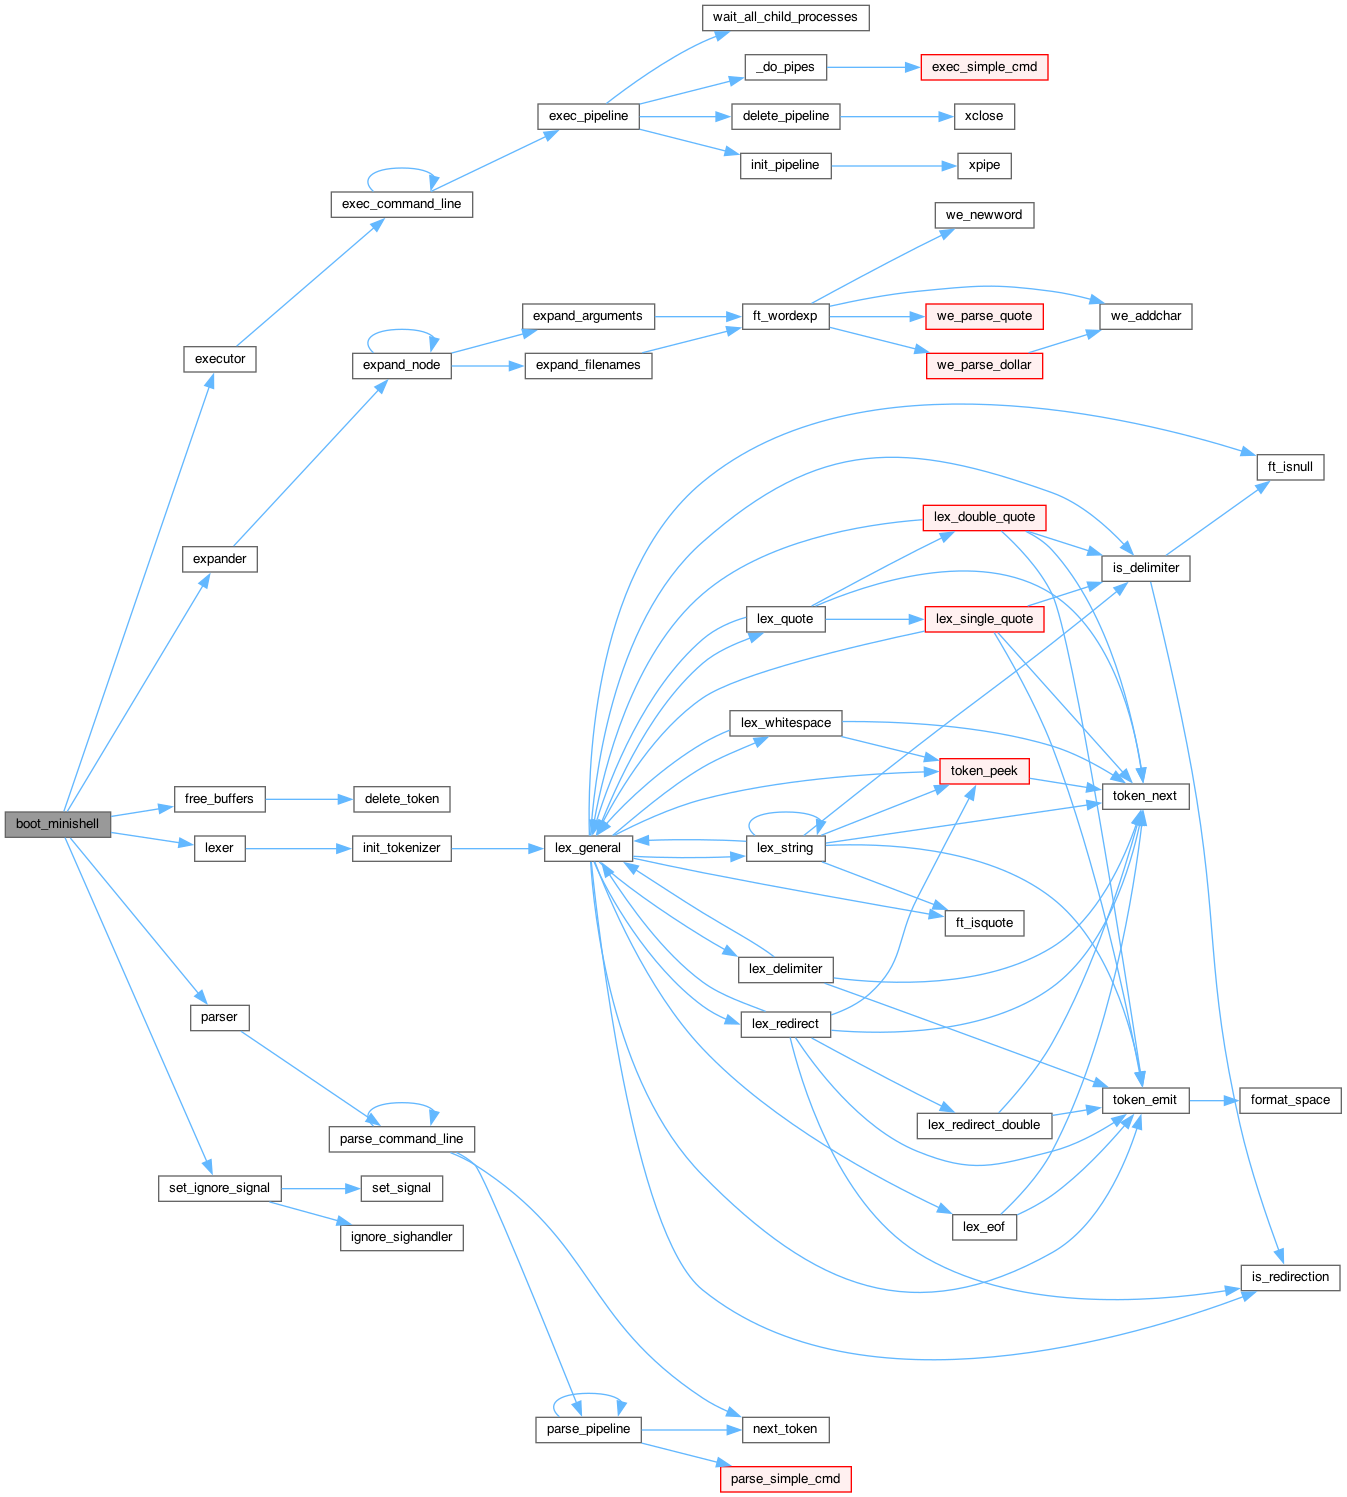 wait_all_child_processes
_do_pipes
exec_simple_cmd
exec_pipeline
delete_pipeline
xclose
init_pipeline
xpipe
exec_command_line
we_newword
expand_arguments
ft_wordexp
we_parse_quote
we_addchar
executor
expand_node
expand_filenames
we_parse_dollar
ft_isnull
lex_double_quote
expander
is_delimiter
lex_quote
lex_single_quote
lex_whitespace
token_peek
free_buffers
delete_token
token_next
boot_minishell
lexer
init_tokenizer
lex_general
lex_string
ft_isquote
lex_delimiter
parser
lex_redirect
token_emit
format_space
parse_command_line
lex_redirect_double
set_ignore_signal
set_signal
ignore_sighandler
lex_eof
is_redirection
parse_pipeline
next_token
parse_simple_cmd